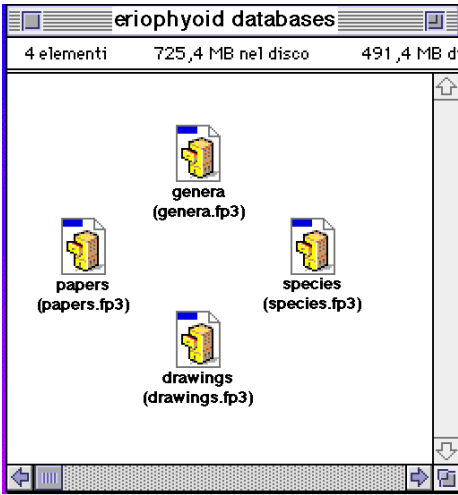 eriophyoid databases
4 elementi 725,4 MB nel disco 491,4 MB d
genera
(genera.fp3)
papers
(papers.fp3)
species
(species.fp3)
drawings
(drawings.fp3)